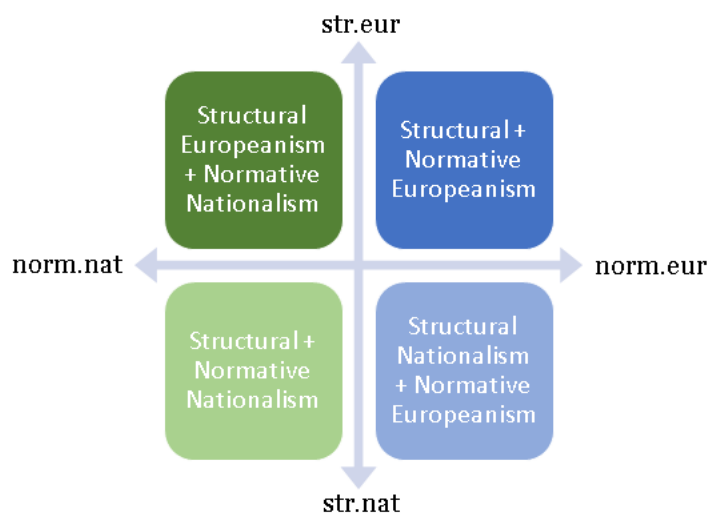 str.eur
Structural
Europeanism
+ Normative
Nationalism
Structural +
Normative
Europeanism
norm.nat
norm.eur
Structural +
Normative
Nationalism
Structural
Nationalism
+ Normative
Europeanism
str.nat